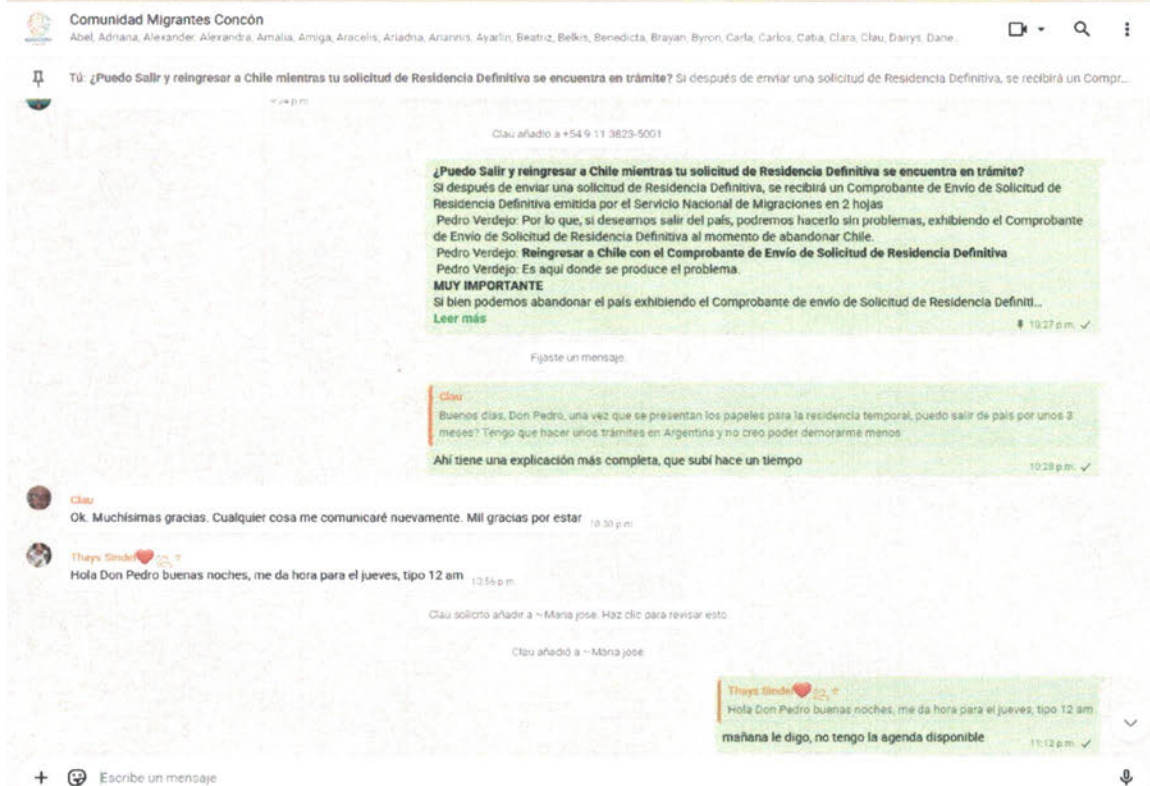 Comunidad Migrantes Concón
Abel, Adriana, Alexander, Alexandra, Amalia, Amiga, Aracelis, Ariadna, Ariannis, Ayarlin, Beatriz, Belkis, Benedicta, Brayan, Byron, Carla, Carlos, Catia, Clara, Clau, Dairys, Dane...
Tú: ¿Puedo Salir y reingresar a Chile mientras tu solicitud de Residencia Definitiva se encuentra en trámite? Si después de enviar una solicitud de Residencia Definitiva, se recibirá un Compr...
p.m.
Clau añadió a +54 9 11 3823-5001
¿Puedo Salir y reingresar a Chile mientras tu solicitud de Residencia Definitiva se encuentra en trámite?
Si después de enviar una solicitud de Residencia Definitiva, se recibirá un Comprobante de Envío de Solicitud de
Residencia Definitiva emitida por el Servicio Nacional de Migraciones en 2 hojas
Pedro Verdejo: Por lo que, si deseamos salir del país, podremos hacerlo sin problemas, exhibiendo el Comprobante
de Envío de Solicitud de Residencia Definitiva al momento de abandonar Chile.
Pedro Verdejo: Reingresar a Chile con el Comprobante de Envío de Solicitud de Residencia Definitiva
Pedro Verdejo: Es aquí donde se produce el problema.
MUY IMPORTANTE
Si bien podemos abandonar el país exhibiendo el Comprobante de envío de Solicitud de Residencia Definiti...
Leer más
10:27 p.m.
Fijaste un mensaje.
Clau
Buenos días, Don Pedro, una vez que se presentan los papeles para la residencia temporal, puedo salir de país por unos 3
meses? Tengo que hacer unos trámites en Argentina y no creo poder demorarme menos
Ahí tiene una explicación más completa, que subí hace un tiempo
10:28 p.m.
Clau
Ok. Muchísimas gracias. Cualquier cosa me comunicaré nuevamente. Mil gracias por estar 10:30 p.m.
Thays Sindel
Hola Don Pedro buenas noches, me da hora para el jueves, tipo 12 am 10:56 p.m.
Clau solicitó añadir a ~ Maria jose. Haz clic para revisar esto.
Clau añadió a ~ Maria jose
Thays Sindel
Hola Don Pedro buenas noches, me da hora para el jueves, tipo 12 am
mañana le digo, no tengo la agenda disponible
11:12 p.m.
Escribe un mensaje